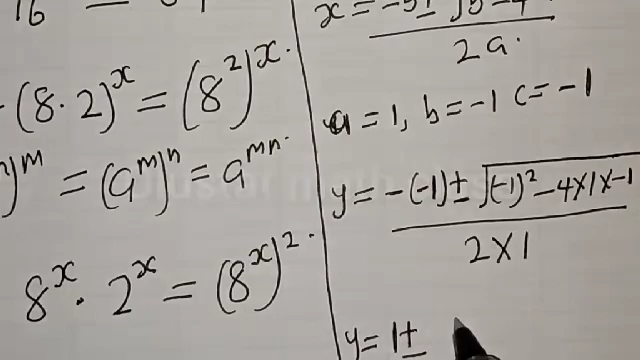 16 —
(8·2)^x = (8^2)^x.
)^m = (a^m)^n = a^mn.
8^x · 2^x = (8^x)^2.
x = -b ± √b - 4
2a.
a = 1, b = -1 c = -1
y = -(-1) ± √(-1)^2 - 4×1×-1
2×1
y = 1±